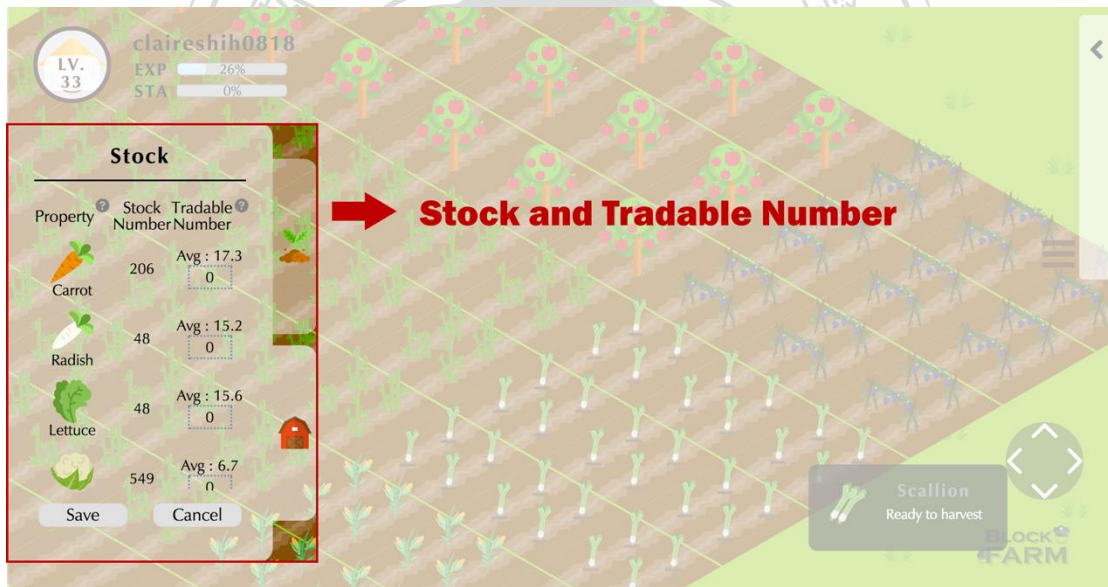 LV.
33
claireshih0818
EXP 26%
STA 0%
Stock
Property ? Stock Number Tradable Number ?
Carrot 206 Avg : 17.3
0
Radish 48 Avg : 15.2
0
Lettuce 48 Avg : 15.6
0
549 Avg : 6.7
0
Save Cancel
Stock and Tradable Number
Scallion
Ready to harvest
BLOCK
FARM